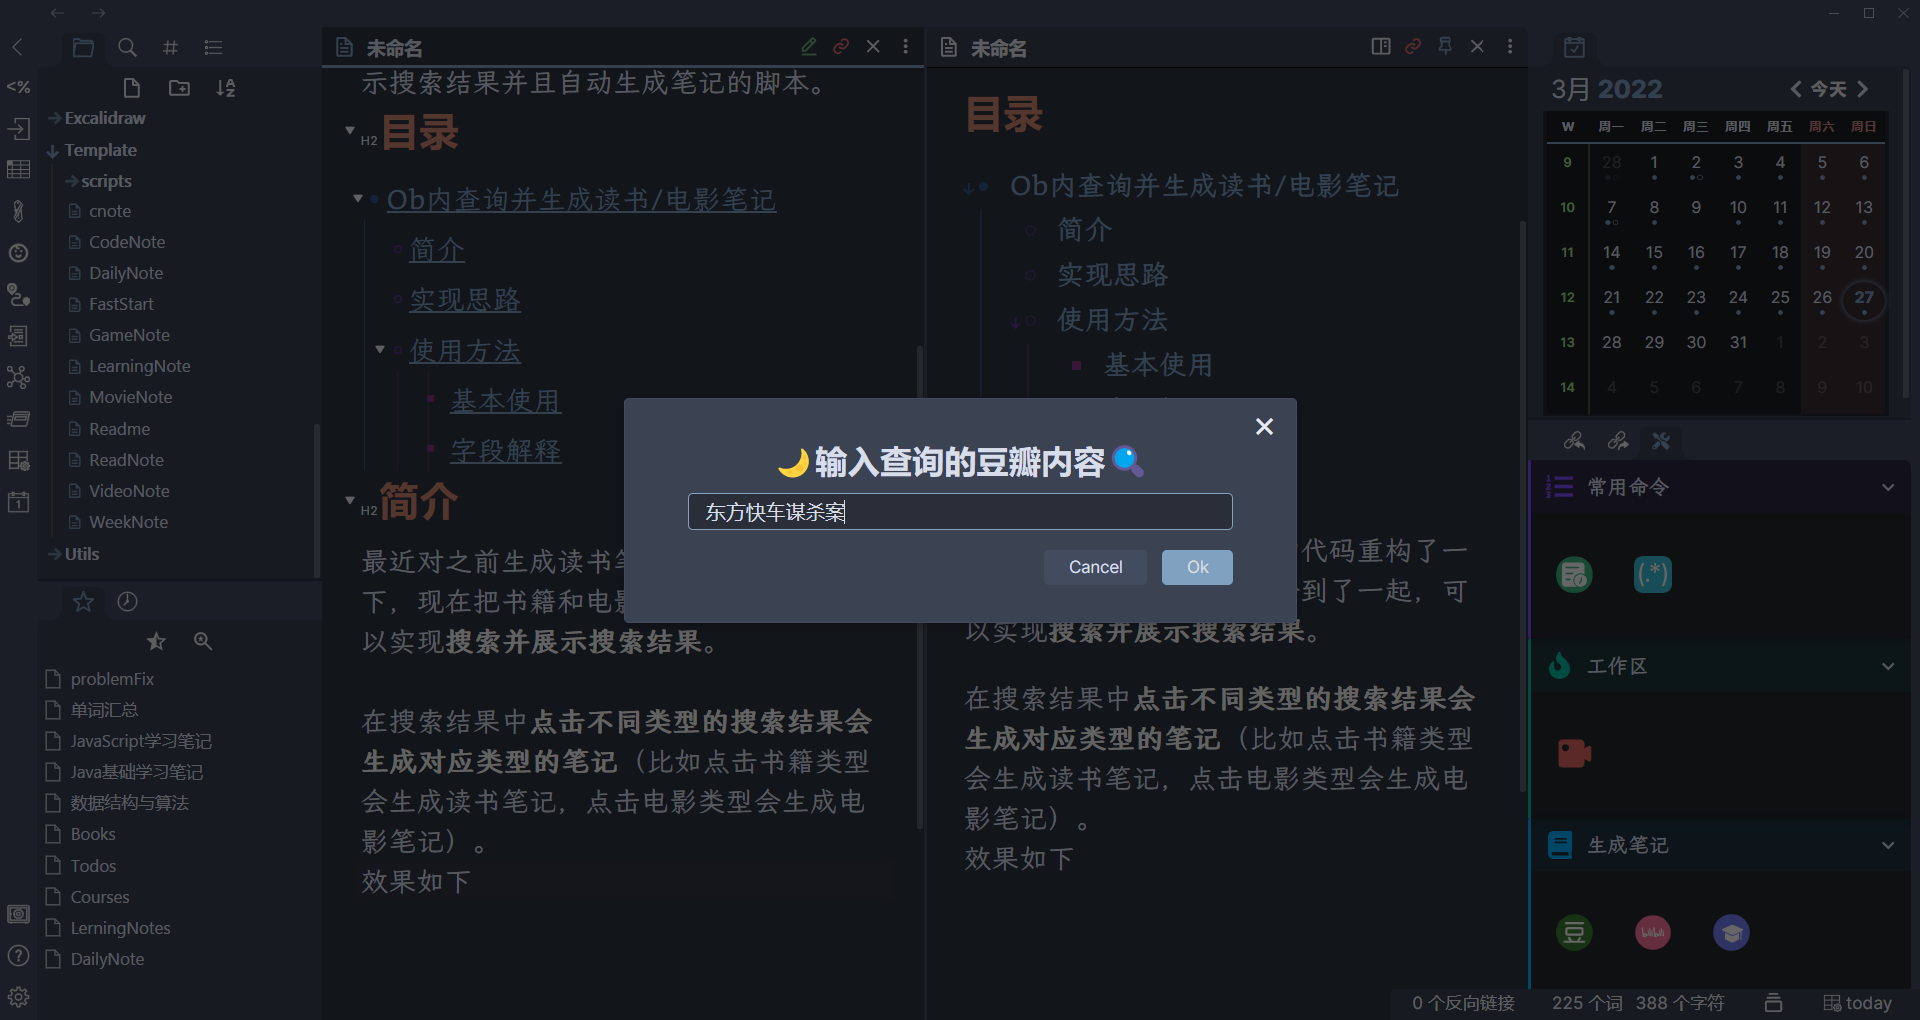 <%
Excalidraw
Template
scripts
cnote
CodeNote
DailyNote
FastStart
GameNote
LearningNote
MovieNote
Readme
ReadNote
VideoNote
WeekNote
Utils
problemFix
单词汇总
JavaScript学习笔记
Java基础学习笔记
数据结构与算法
Books
Todos
Courses
LerningNotes
DailyNote
未命名
示搜索结果并且自动生成笔记的脚本。
H2 目录
Ob内查询并生成读书/电影笔记
简介
实现思路
使用方法
基本使用
字段解释
H2 简介
最近对之前生成读书笔
下，现在把书籍和电影
以实现搜索并展示搜索结果。
在搜索结果中点击不同类型的搜索结果会
生成对应类型的笔记（比如点击书籍类型
会生成读书笔记，点击电影类型会生成电
影笔记）。
效果如下
未命名
目录
Ob内查询并生成读书/电影笔记
简介
实现思路
使用方法
基本使用
代码重构了一
到了一起，可
以实现搜索并展示搜索结果。
在搜索结果中点击不同类型的搜索结果会
生成对应类型的笔记（比如点击书籍类型
会生成读书笔记，点击电影类型会生成电
影笔记）。
效果如下
🌙输入查询的豆瓣内容🔍
东方快车谋杀案
Cancel
Ok
3月 2022
今天
W 周一 周二 周三 周四 周五 周六 周日
9 28 1 2 3 4 5 6
10 7 8 9 10 11 12 13
11 14 15 16 17 18 19 20
12 21 22 23 24 25 26 27
13 28 29 30 31 1 2 3
14 4 5 6 7 8 9 10
常用命令
(.*)
工作区
生成笔记
豆
bilibili
0 个反向链接
225 个词
388 个字符
today